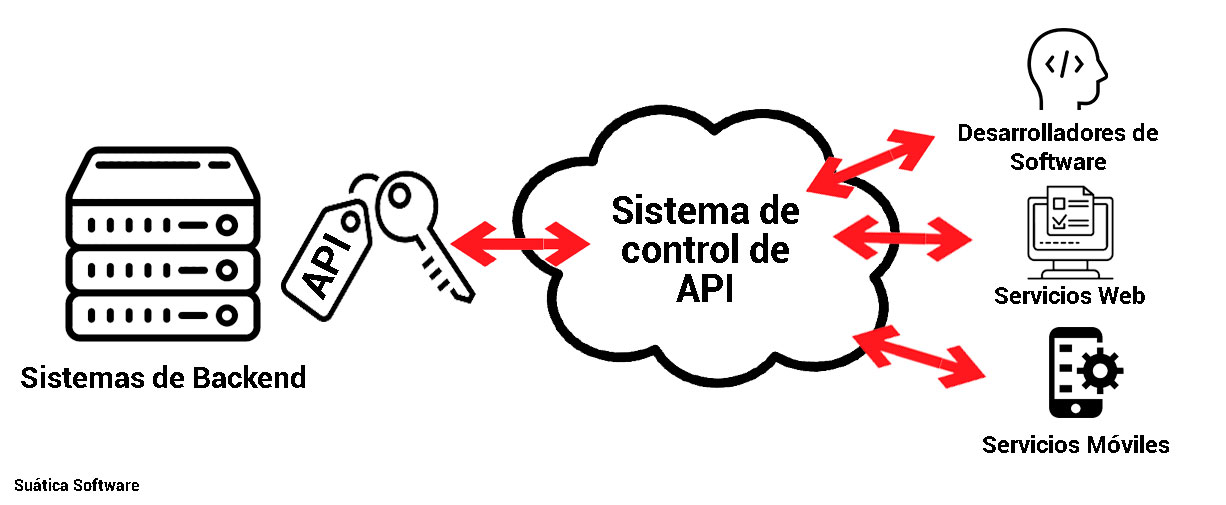 Sistemas de Backend
API
Sistema de
control de
API
Desarrolladores de
Software
Servicios Web
Servicios Móviles
Suática Software